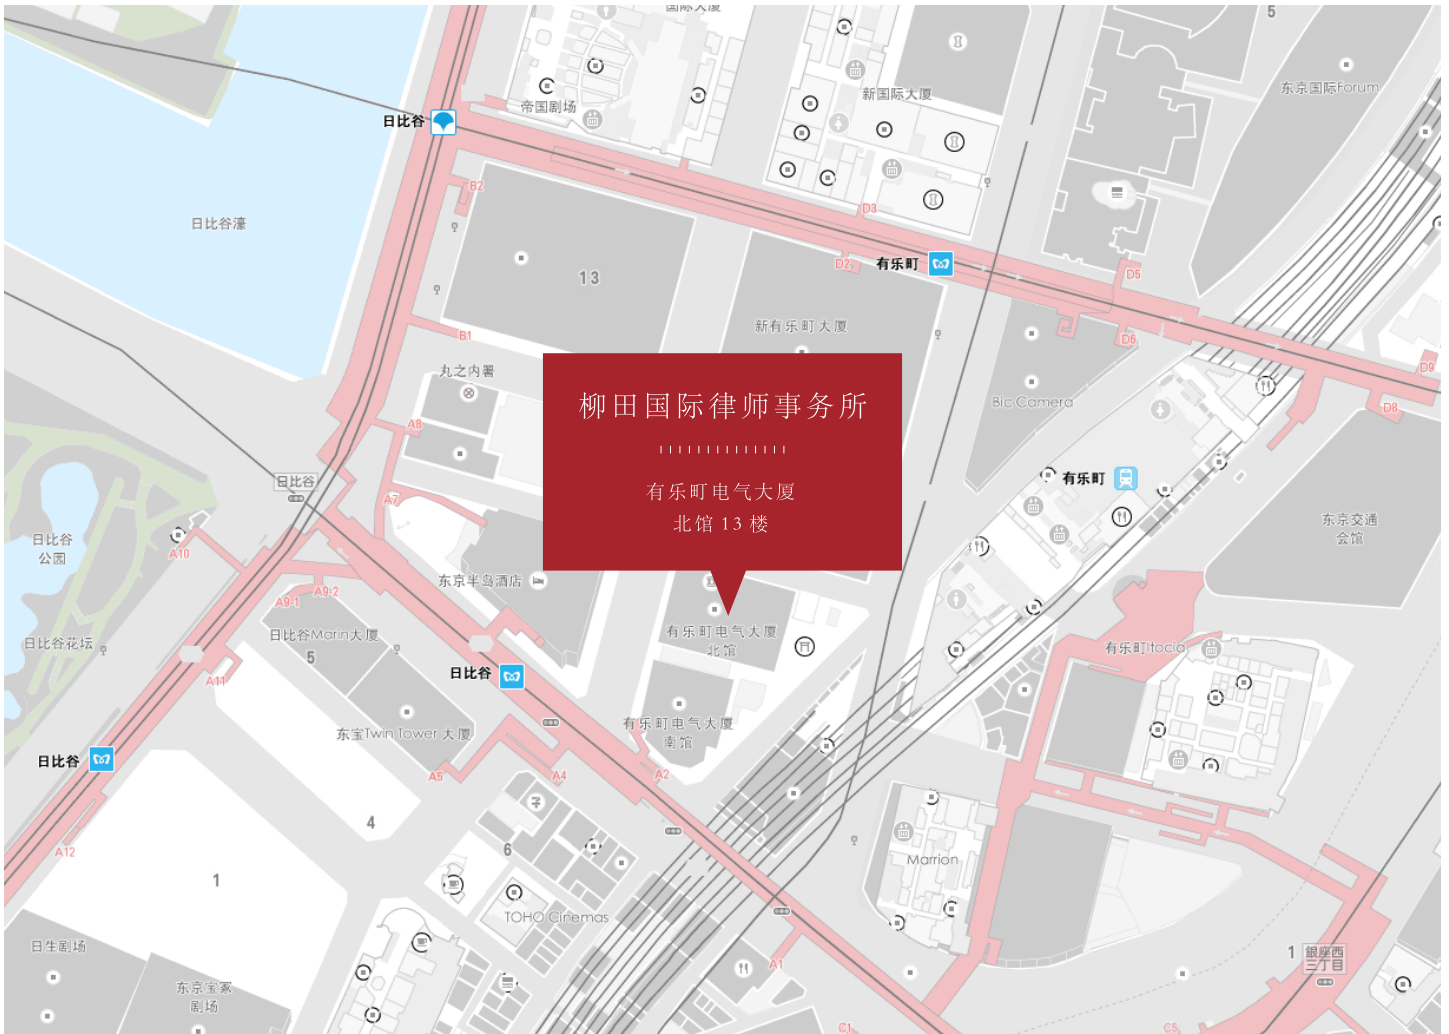 国际大厦
5
东京国际Forum
新国际大厦
帝国剧场
日比谷
B2
日比谷濠
D3
D2
有乐町
D5
13
新有乐町大厦
B1
D6
D9
丸之内署
Bic Camera
D8
柳田国际律师事务所
有乐町电气大厦
北馆 13 楼
A8
日比谷
A7
有乐町
东京交通
会馆
日比谷
公园
A10
东京半岛酒店
A9-2
A9-1
日比谷Marin大厦
有乐町电气大厦
北馆
日比谷花坛
5
有乐町Itocia
日比谷
A11
有乐町电气大厦
南馆
东宝Twin Tower 大厦
日比谷
A5
A4
A2
4
6
A12
1
Marrion
TOHO Cinemas
日生剧场
A1
1
銀座西
三丁目
东京宝冢
剧场
C1
C5